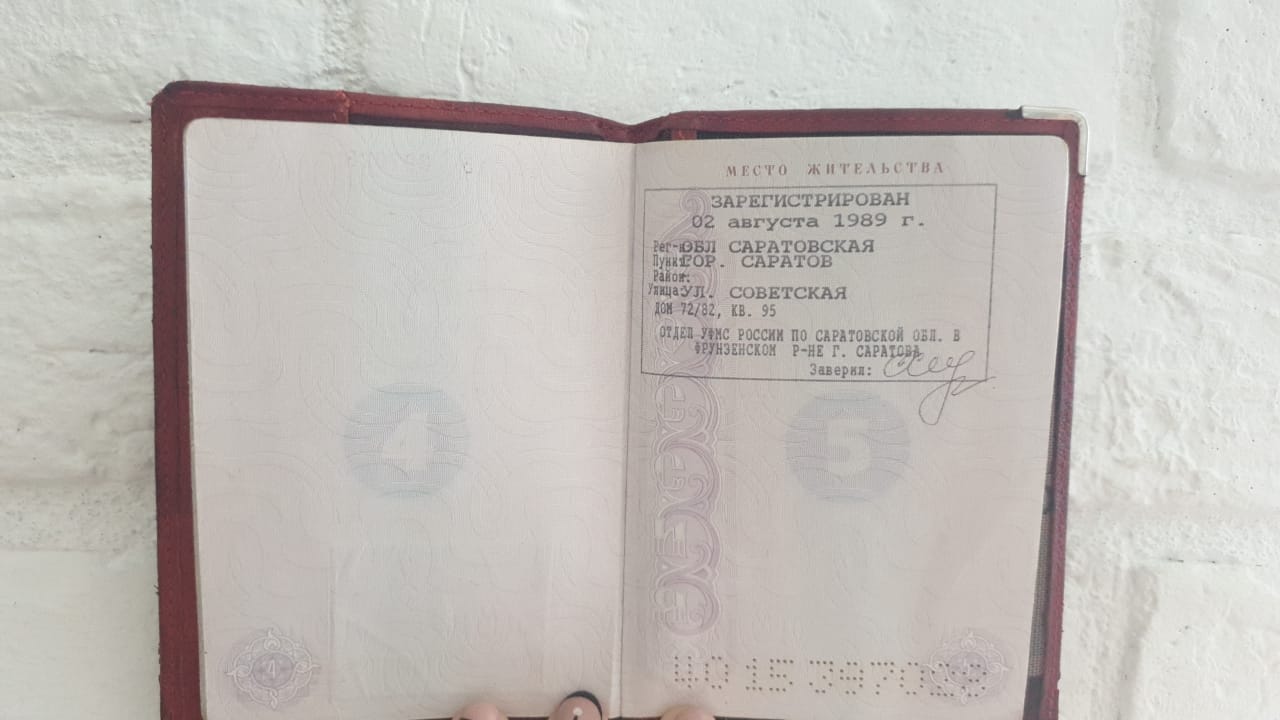 МЕСТО ЖИТЕЛЬСТВА
ЗАРЕГИСТРИРОВАН
02 августа 1989 г.
ОБЛ САРАТОВСКАЯ
ГОР. САРАТОВ
Район:
Улица: УЛ. СОВЕТСКАЯ
ДОМ 72/82, КВ. 95
ОТДЕЛ УФМС РОССИИ ПО САРАТОВСКОЙ ОБЛ. В
ФРУНЗЕНСКОМ Р-НЕ Г. САРАТОВА
Заверил:
4
5
4